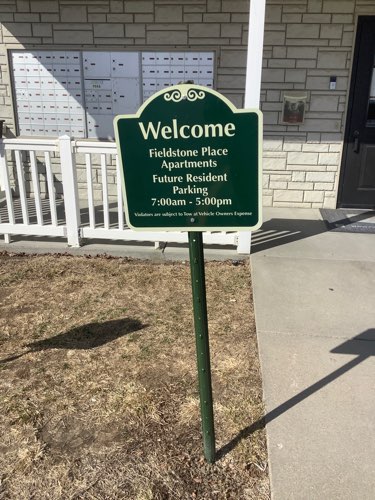 Welcome
Fieldstone Place
Apartments
Future Resident
Parking
7:00am - 5:00pm
Violators are subject to Tow at Vehicle Owners Expense